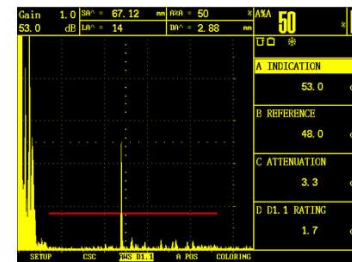 Gain 1.0 SA^ = 67.12 mm A%A = 50 % A%A 50 %
53.0 dB LA^ = 14 DA^ = 2.88 mm
A INDICATION
53.0
B REFERENCE
48.0
C ATTENUATION
3.3
D D1.1 RATING
1.7
SETUP CSC AWS D1.1 A POS COLORING